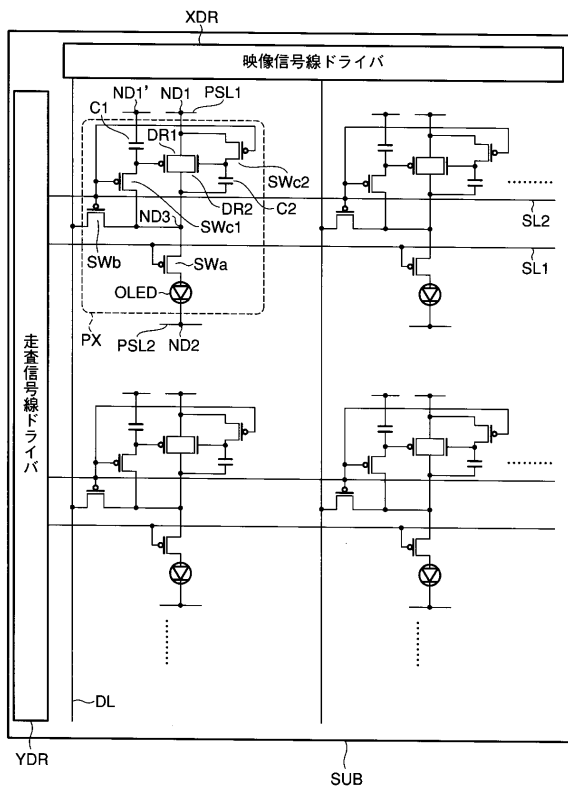 XDR
映像信号線ドライバ
ND1' ND1 PSL1
C1
DR1
SWc2
DR2 C2
SWc1
ND3
SL2
SWb
SWa
SL1
OLED
PX
PSL2 ND2
走査信号線ドライバ
DL
YDR
SUB